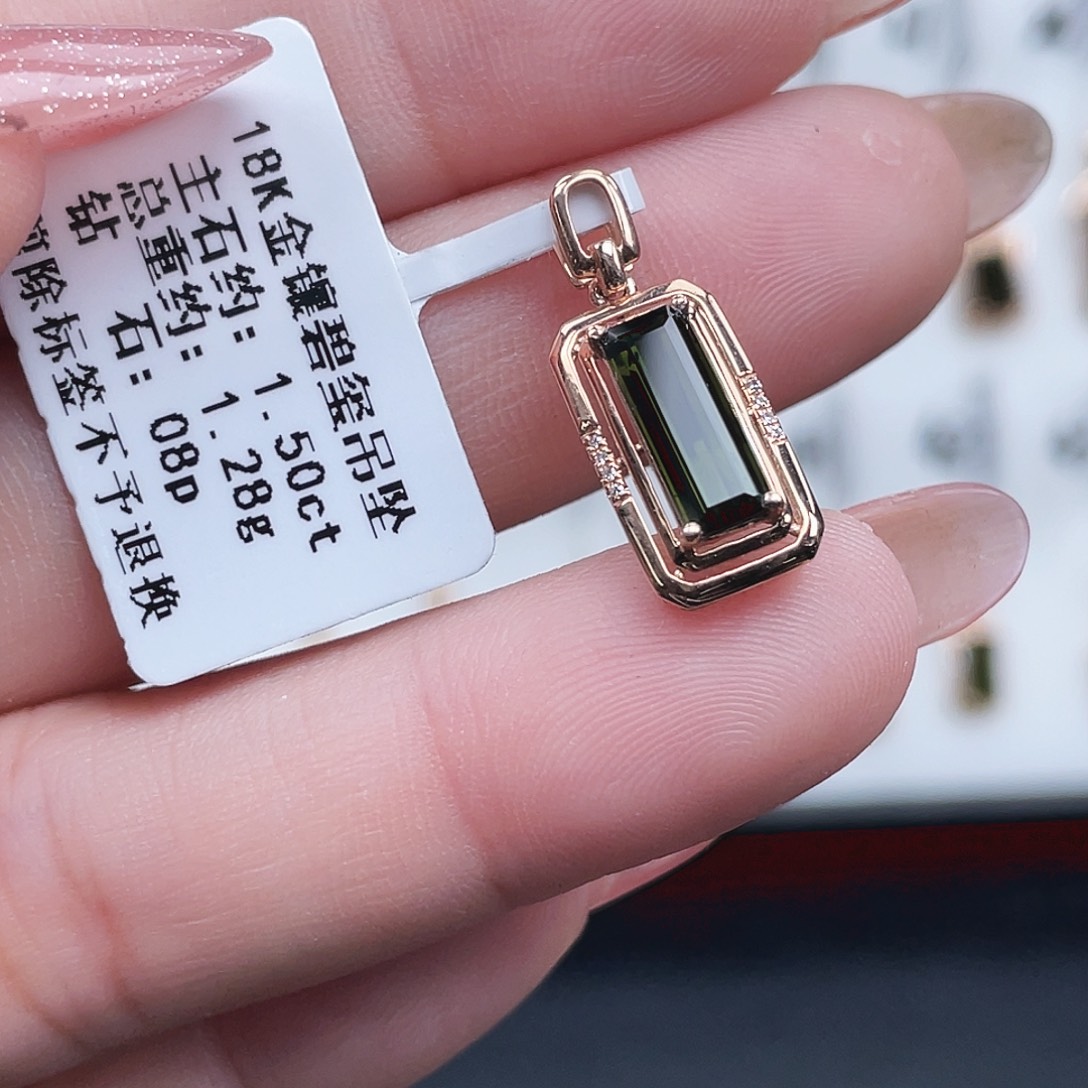 18K金镶碧玺吊坠
主石约: 1.50ct
总重约: 1.28g
钻 石: 08p
剪除标签不予退换